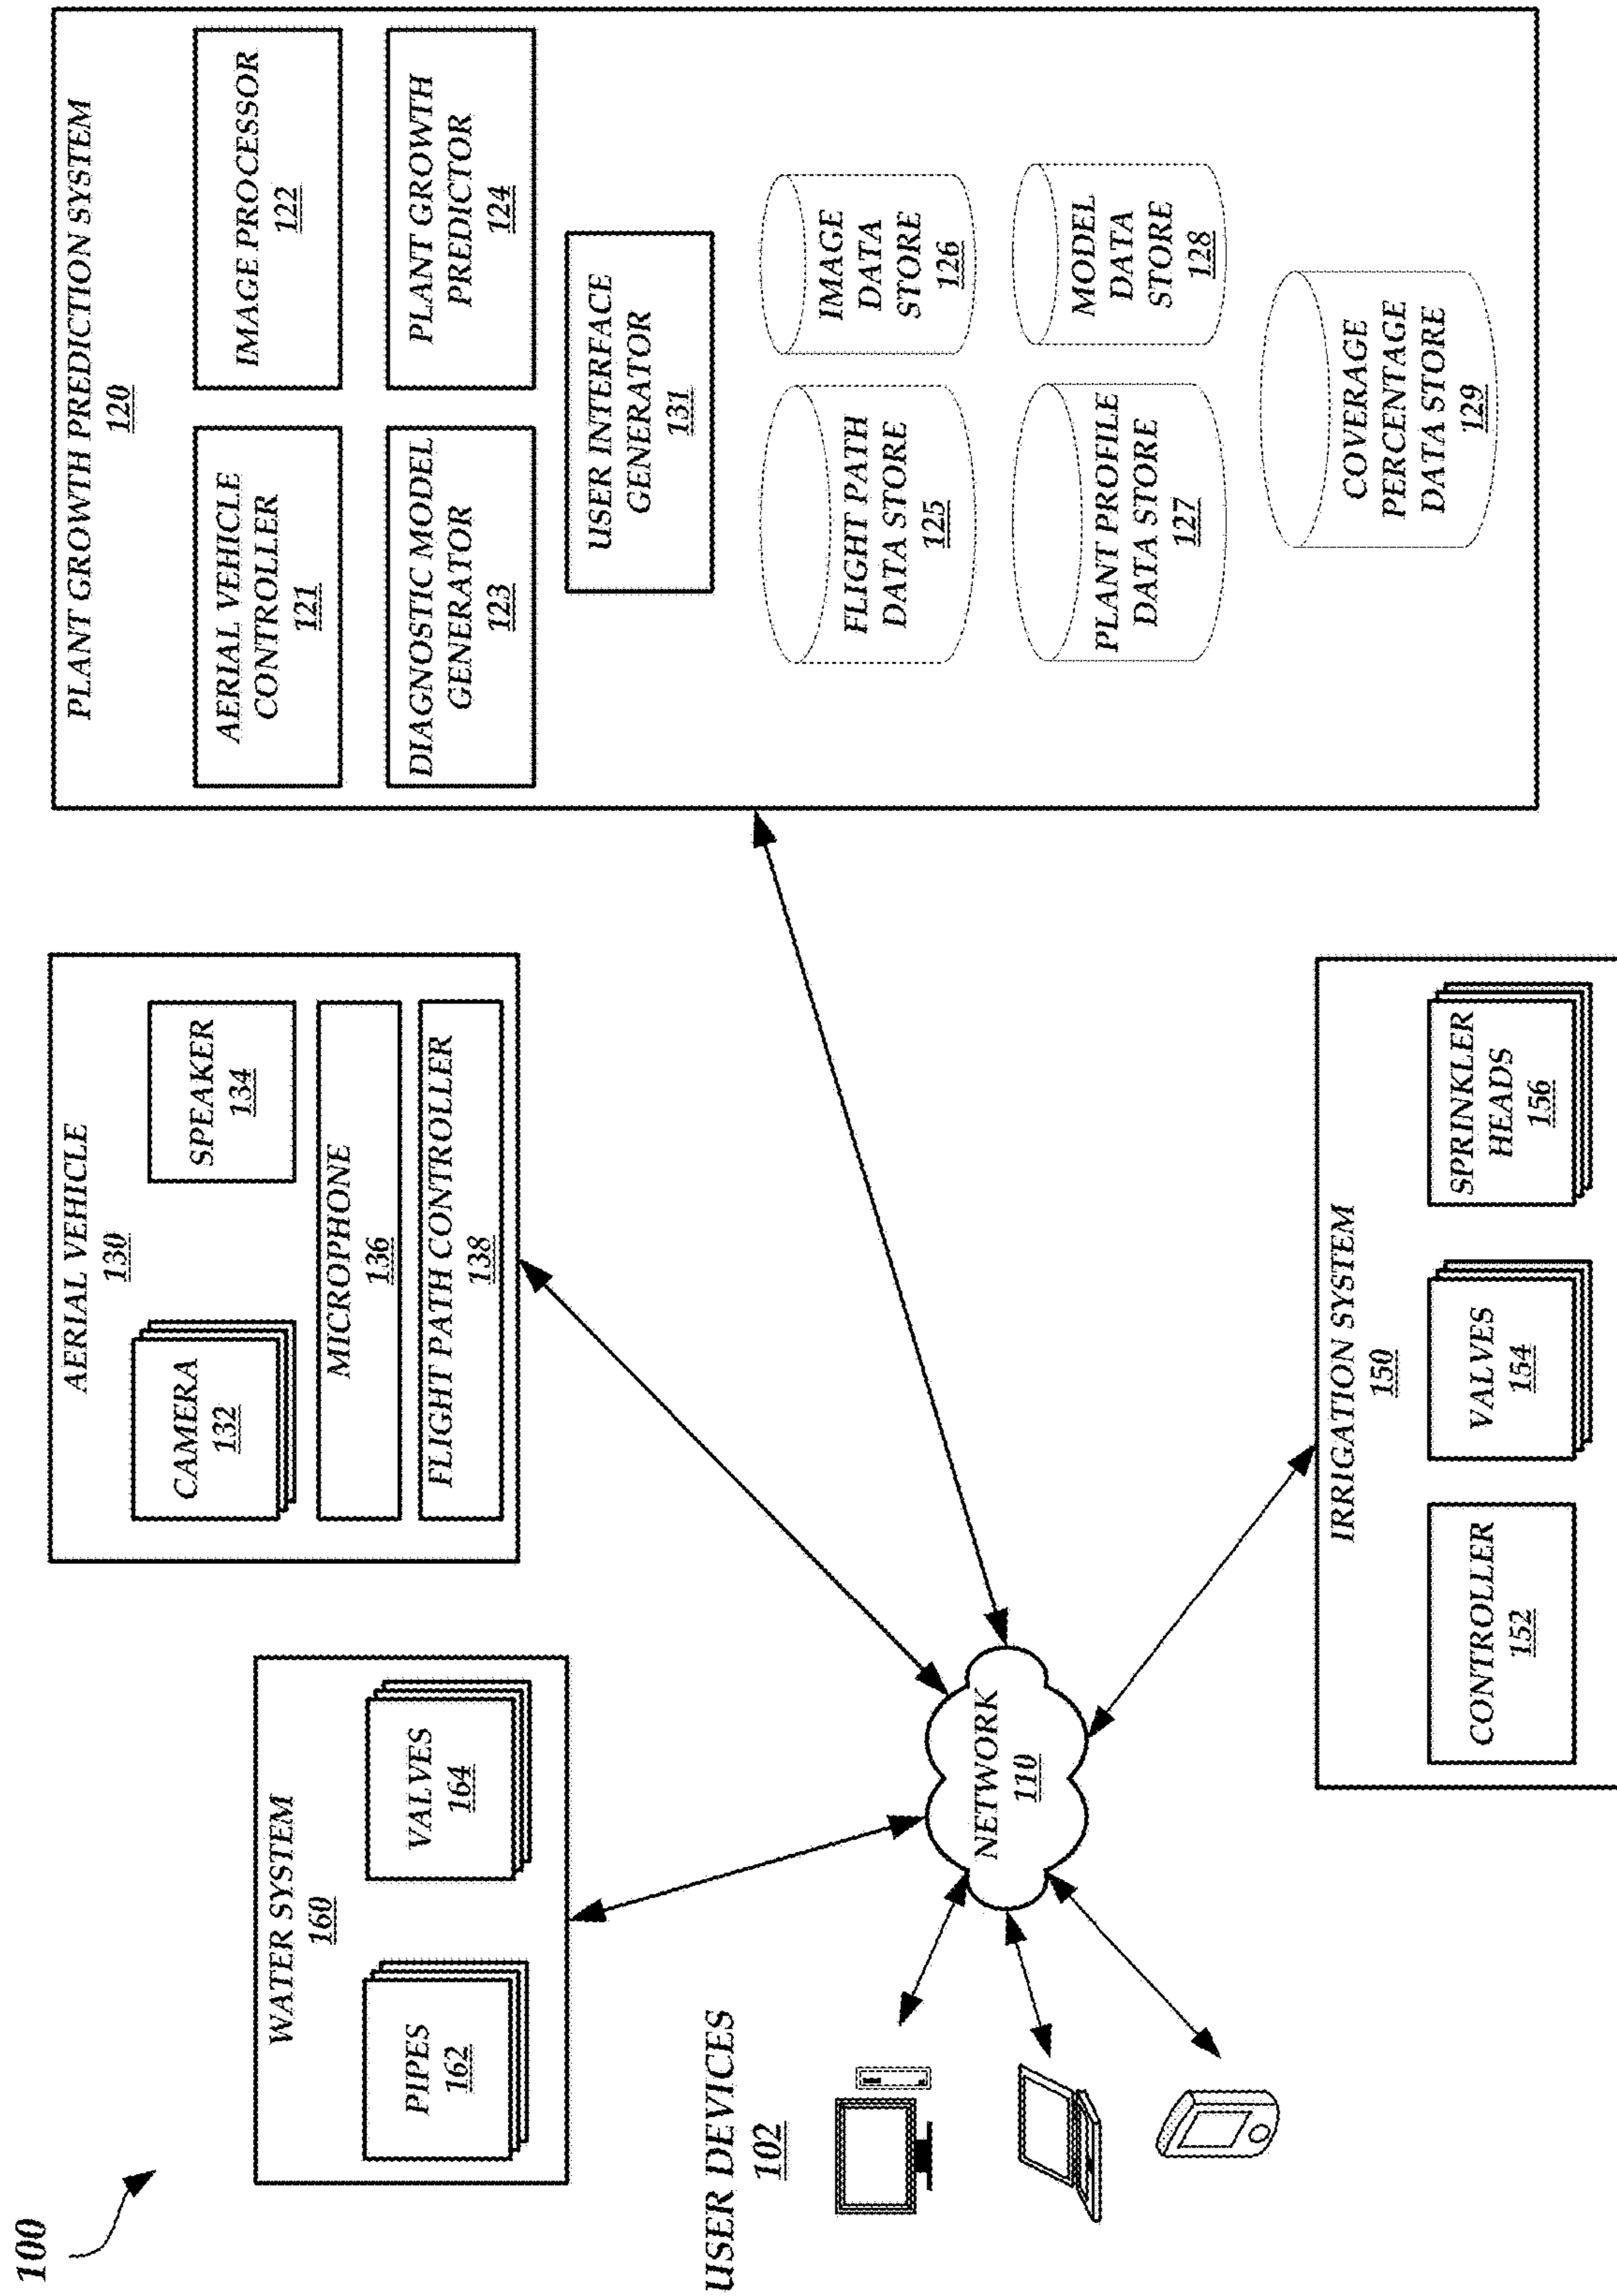 100
WATER SYSTEM
160
PIPES
162
VALVES
164
AERIAL VEHICLE
130
CAMERA
132
SPEAKER
134
MICROPHONE
136
FLIGHT PATH CONTROLLER
138
PLANT GROWTH PREDICTION SYSTEM
120
AERIAL VEHICLE
CONTROLLER
121
IMAGE PROCESSOR
122
DIAGNOSTIC MODEL
GENERATOR
123
PLANT GROWTH
PREDICTOR
124
USER INTERFACE
GENERATOR
131
FLIGHT PATH
DATA STORE
125
IMAGE
DATA
STORE
126
PLANT PROFILE
DATA STORE
127
MODEL
DATA
STORE
128
COVERAGE
PERCENTAGE
DATA STORE
129
USER DEVICES
102
NETWORK
110
IRRIGATION SYSTEM
150
CONTROLLER
152
VALVES
154
SPRINKLER
HEADS
156